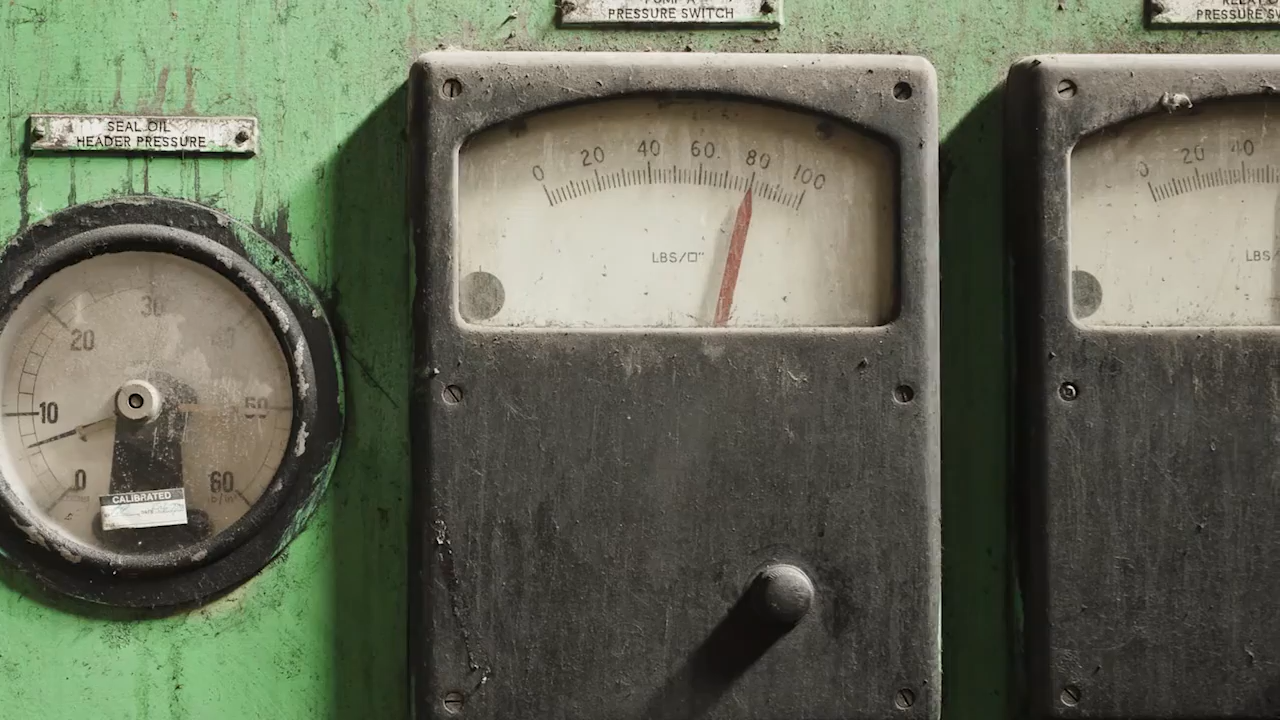 PRESSURE SWITCH
SEAL OIL
HEADER PRESSURE
0 20 40 60 80 100
LBS/□"
0 10 20 30 50 60
CALIBRATED
0 20 40
LBS/